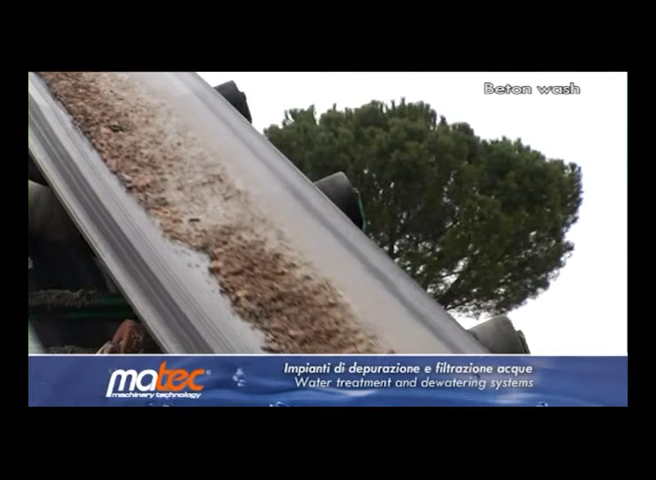 Beton wash
matec®
machinery technology
Impianti di depurazione e filtrazione acque
Water treatment and dewatering systems